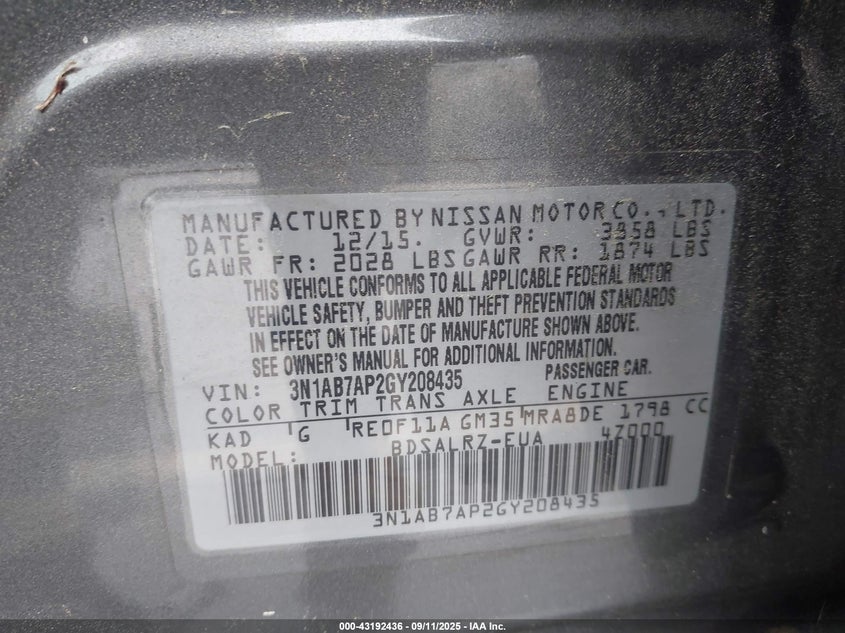 MANUFACTURED BY NISSAN MOTOR CO., LTD.
DATE: 12/15. GVWR: 3858 LBS
GAWR FR: 2028 LBS GAWR RR: 1874 LBS
THIS VEHICLE CONFORMS TO ALL APPLICABLE FEDERAL MOTOR
VEHICLE SAFETY, BUMPER AND THEFT PREVENTION STANDARDS
IN EFFECT ON THE DATE OF MANUFACTURE SHOWN ABOVE.
SEE OWNER'S MANUAL FOR ADDITIONAL INFORMATION.
VIN: 3N1AB7AP2GY208435 PASSENGER CAR.
COLOR TRIM TRANS AXLE ENGINE
KAD G RE0F11A GM35 MRA8DE 1798 CC
MODEL: BDSALRZ-EUA 4Z000
3N1AB7AP2GY208435
000-43192436 - 09/11/2025 - IAA Inc.